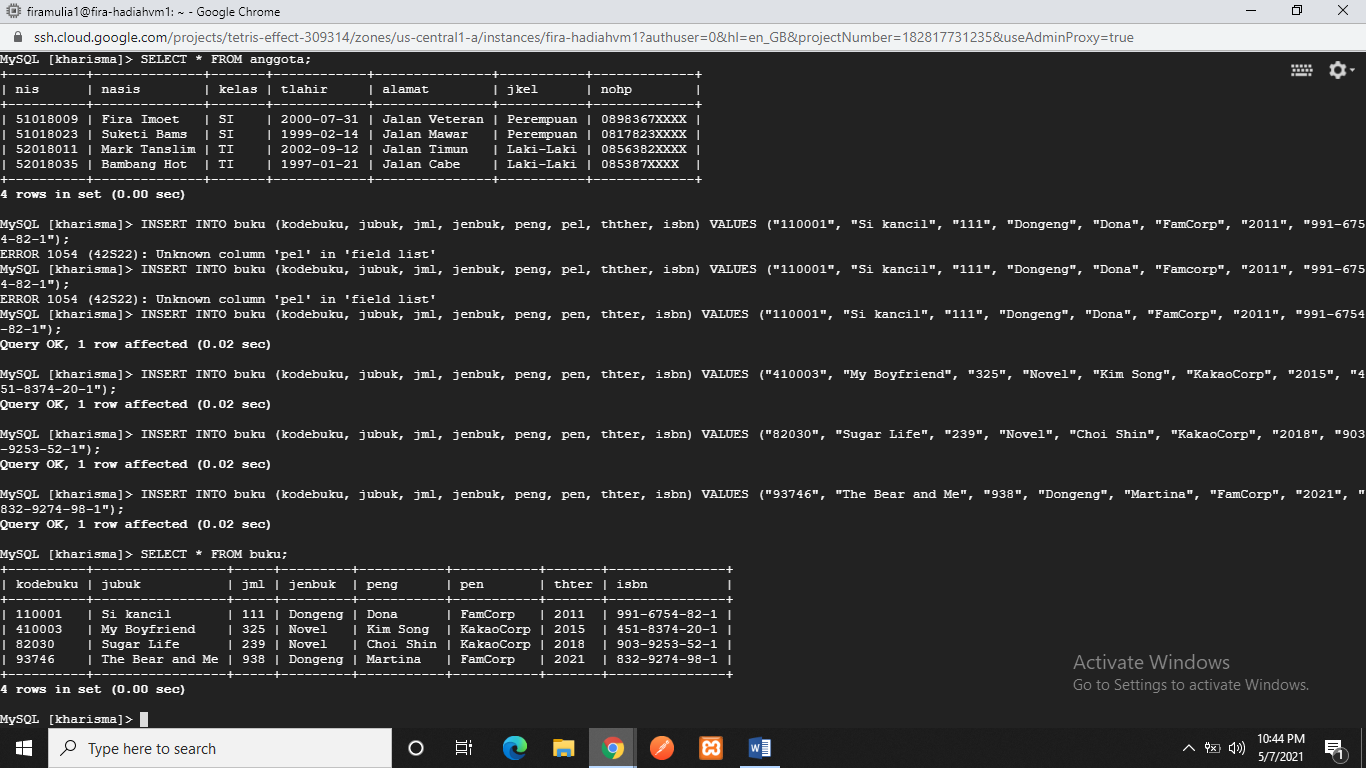 firamulia1@fira-hadiahvm1: ~ - Google Chrome
ssh.cloud.google.com/projects/tetris-effect-309314/zones/us-central1-a/instances/fira-hadiahvm1?authuser=0&hl=en_GB&projectNumber=182817731235&useAdminProxy=true
MySQL [kharisma]> SELECT * FROM anggota;
+----------+--------------+-------+------------+---------------+-----------+-------------+
| nis      | nasis        | kelas | tlahir     | alamat        | jkel      | nohp        |
+----------+--------------+-------+------------+---------------+-----------+-------------+
| 51018009 | Fira Imoet   | SI    | 2000-07-31 | Jalan Veteran | Perempuan | 0898367XXXX |
| 51018023 | Suketi Bams  | SI    | 1999-02-14 | Jalan Mawar   | Perempuan | 0817823XXXX |
| 52018011 | Mark Tanslim | TI    | 2002-09-12 | Jalan Timun   | Laki-Laki | 0856382XXXX |
| 52018035 | Bambang Hot  | TI    | 1997-01-21 | Jalan Cabe    | Laki-Laki | 085387XXXX  |
+----------+--------------+-------+------------+---------------+-----------+-------------+
4 rows in set (0.00 sec)
MySQL [kharisma]> INSERT INTO buku (kodebuku, jubuk, jml, jenbuk, peng, pel, thther, isbn) VALUES ("110001", "Si kancil", "111", "Dongeng", "Dona", "FamCorp", "2011", "991-675
4-82-1");
ERROR 1054 (42S22): Unknown column 'pel' in 'field list'
MySQL [kharisma]> INSERT INTO buku (kodebuku, jubuk, jml, jenbuk, peng, pel, thther, isbn) VALUES ("110001", "Si kancil", "111", "Dongeng", "Dona", "Famcorp", "2011", "991-675
4-82-1");
ERROR 1054 (42S22): Unknown column 'pel' in 'field list'
MySQL [kharisma]> INSERT INTO buku (kodebuku, jubuk, jml, jenbuk, peng, pen, thter, isbn) VALUES ("110001", "Si kancil", "111", "Dongeng", "Dona", "FamCorp", "2011", "991-6754
-82-1");
Query OK, 1 row affected (0.02 sec)
MySQL [kharisma]> INSERT INTO buku (kodebuku, jubuk, jml, jenbuk, peng, pen, thter, isbn) VALUES ("410003", "My Boyfriend", "325", "Novel", "Kim Song", "KakaoCorp", "2015", "4
51-8374-20-1");
Query OK, 1 row affected (0.02 sec)
MySQL [kharisma]> INSERT INTO buku (kodebuku, jubuk, jml, jenbuk, peng, pen, thter, isbn) VALUES ("82030", "Sugar Life", "239", "Novel", "Choi Shin", "KakaoCorp", "2018", "903
-9253-52-1");
Query OK, 1 row affected (0.02 sec)
MySQL [kharisma]> INSERT INTO buku (kodebuku, jubuk, jml, jenbuk, peng, pen, thter, isbn) VALUES ("93746", "The Bear and Me", "938", "Dongeng", "Martina", "FamCorp", "2021", "
832-9274-98-1");
Query OK, 1 row affected (0.02 sec)
MySQL [kharisma]> SELECT * FROM buku;
+----------+-----------------+-----+---------+-----------+-----------+-------+---------------+
| kodebuku | jubuk           | jml | jenbuk  | peng      | pen       | thter | isbn          |
+----------+-----------------+-----+---------+-----------+-----------+-------+---------------+
| 110001   | Si kancil       | 111 | Dongeng | Dona      | FamCorp   | 2011  | 991-6754-82-1 |
| 410003   | My Boyfriend    | 325 | Novel   | Kim Song  | KakaoCorp | 2015  | 451-8374-20-1 |
| 82030    | Sugar Life      | 239 | Novel   | Choi Shin | KakaoCorp | 2018  | 903-9253-52-1 |
| 93746    | The Bear and Me | 938 | Dongeng | Martina   | FamCorp   | 2021  | 832-9274-98-1 |
+----------+-----------------+-----+---------+-----------+-----------+-------+---------------+
4 rows in set (0.00 sec)
MySQL [kharisma]>
Activate Windows
Go to Settings to activate Windows.
Type here to search
10:44 PM
5/7/2021
1